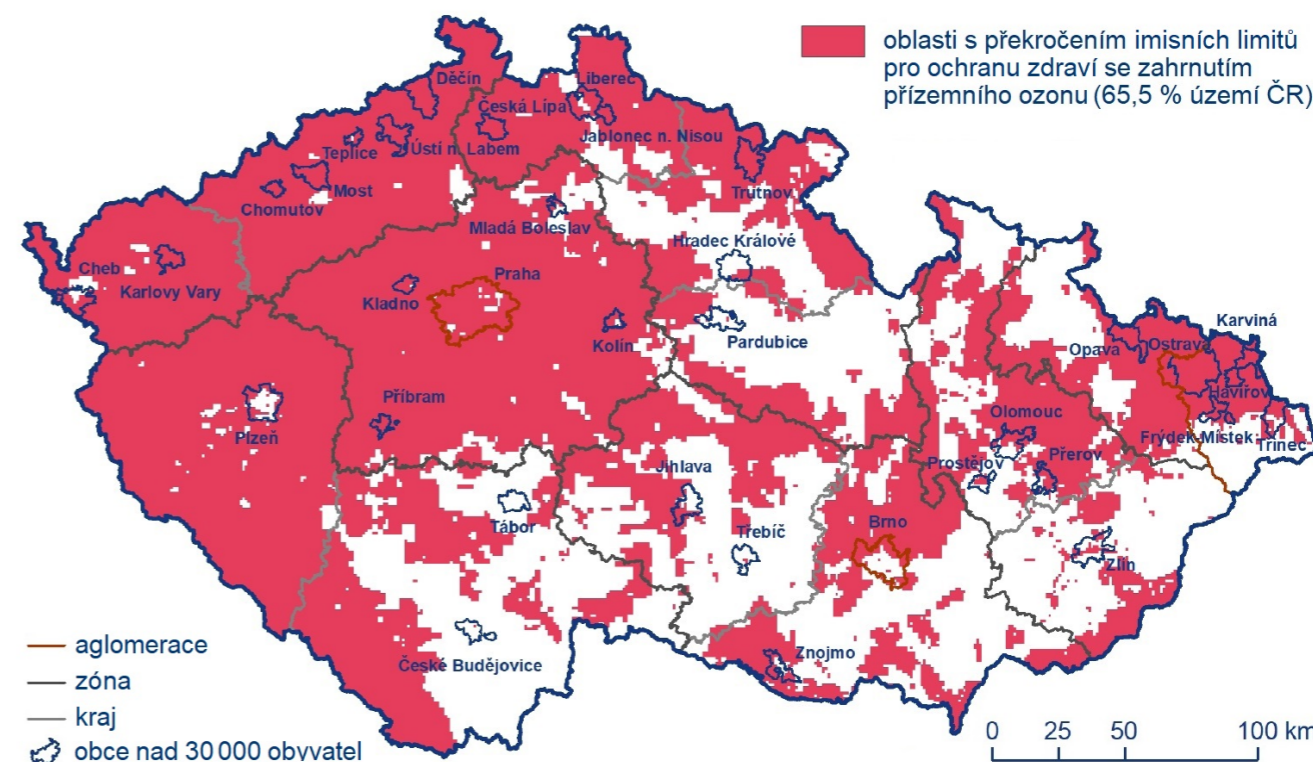 oblasti s překročením imisních limitů
pro ochranu zdraví se zahrnutím
přízemního ozonu (65,5 % území ČR)
Děčín
Liberec
Česká Lípa
Jablonec n. Nisou
Teplice
Ústí n. Labem
Most
Chomutov
Trutnov
Mladá Boleslav
Hradec Králové
Cheb
Karlovy Vary
Praha
Kladno
Kolín
Pardubice
Karviná
Opava
Ostrava
Havířov
Příbram
Plzeň
Olomouc
Frýdek-Místek
Třinec
Přerov
Prostějov
Jihlava
Tábor
Třebíč
Brno
Zlín
České Budějovice
Znojmo
aglomerace
zóna
kraj
obce nad 30 000 obyvatel
0 25 50 100 km